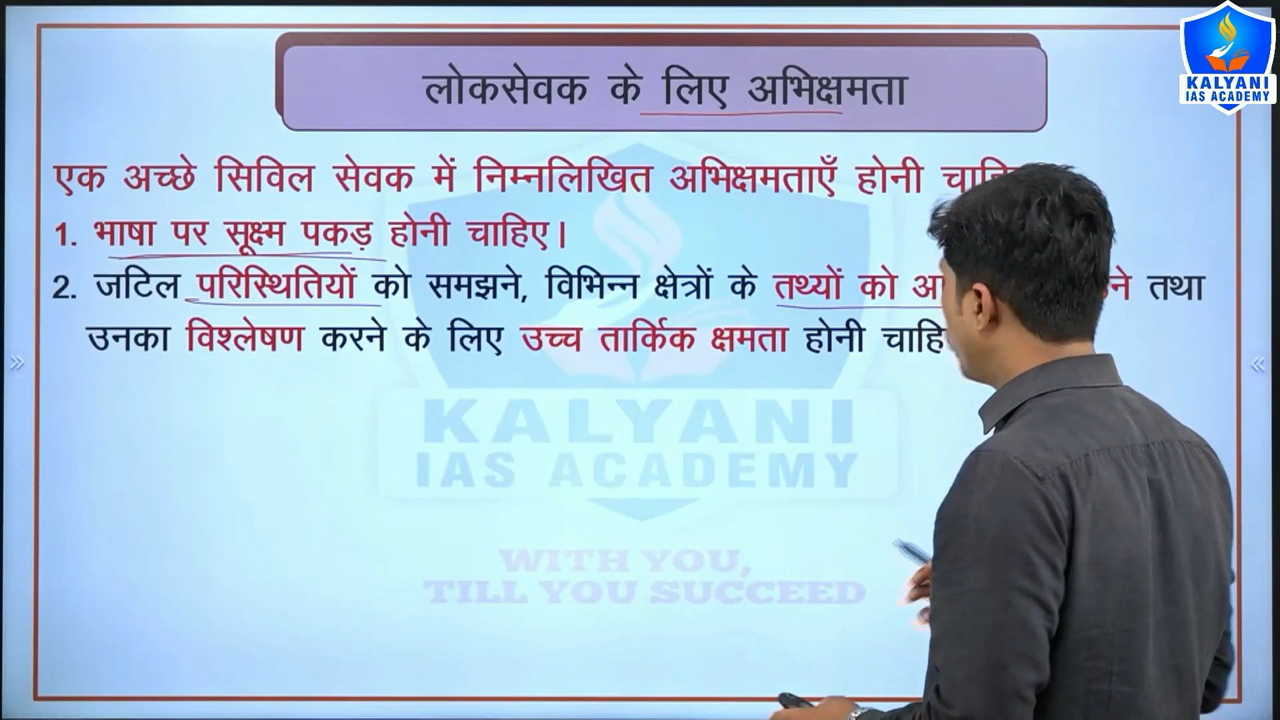 KALYANI
IAS ACADEMY
लोकसेवक के लिए अभिक्षमता
एक अच्छे सिविल सेवक में निम्नलिखित अभिक्षमताएँ होनी
1. भाषा पर सूक्ष्म पकड़ होनी चाहिए।
2. जटिल परिस्थितियों को समझने, विभिन्न क्षेत्रों के तथ्यों को तथा
उनका विश्लेषण करने के लिए उच्च तार्किक क्षमता होनी
KALYANI
IAS ACADEMY
WITH YOU,
TILL YOU SUCCEED